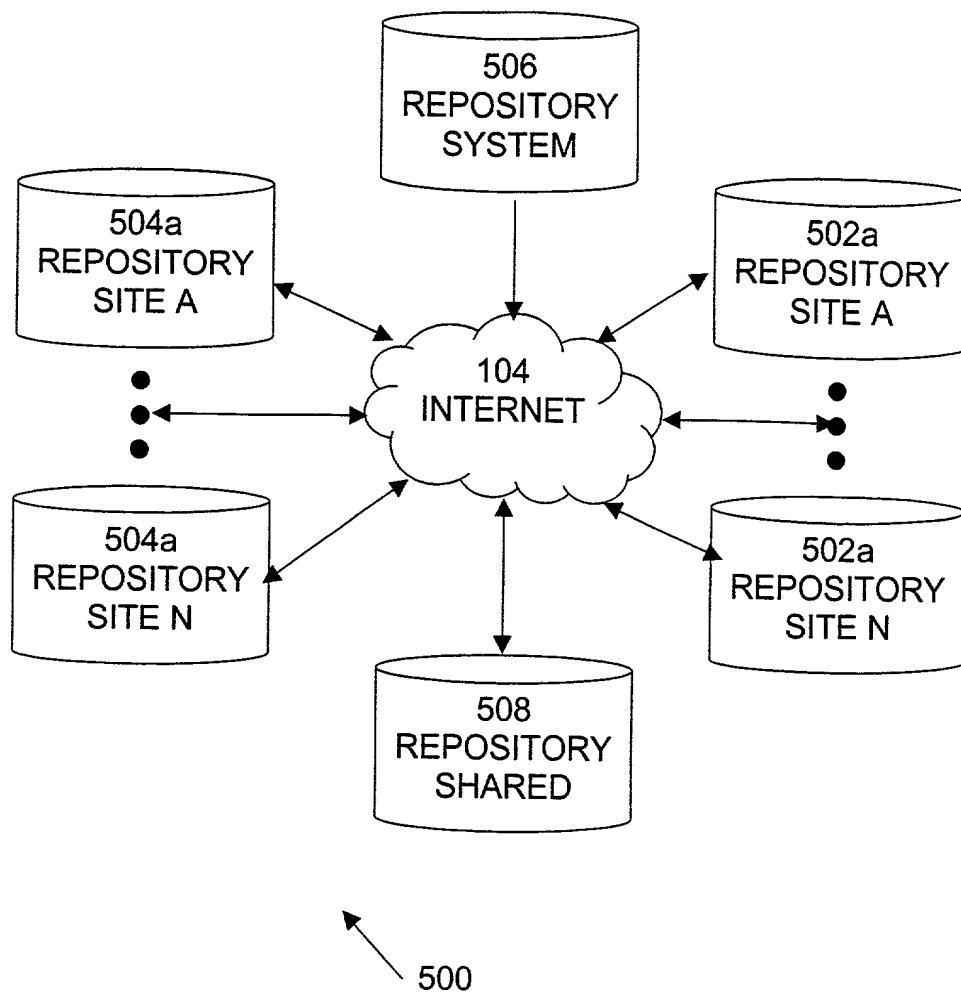 506
REPOSITORY
SYSTEM
504a
REPOSITORY
SITE A
502a
REPOSITORY
SITE A
104
INTERNET
504a
REPOSITORY
SITE N
502a
REPOSITORY
SITE N
508
REPOSITORY
SHARED
500